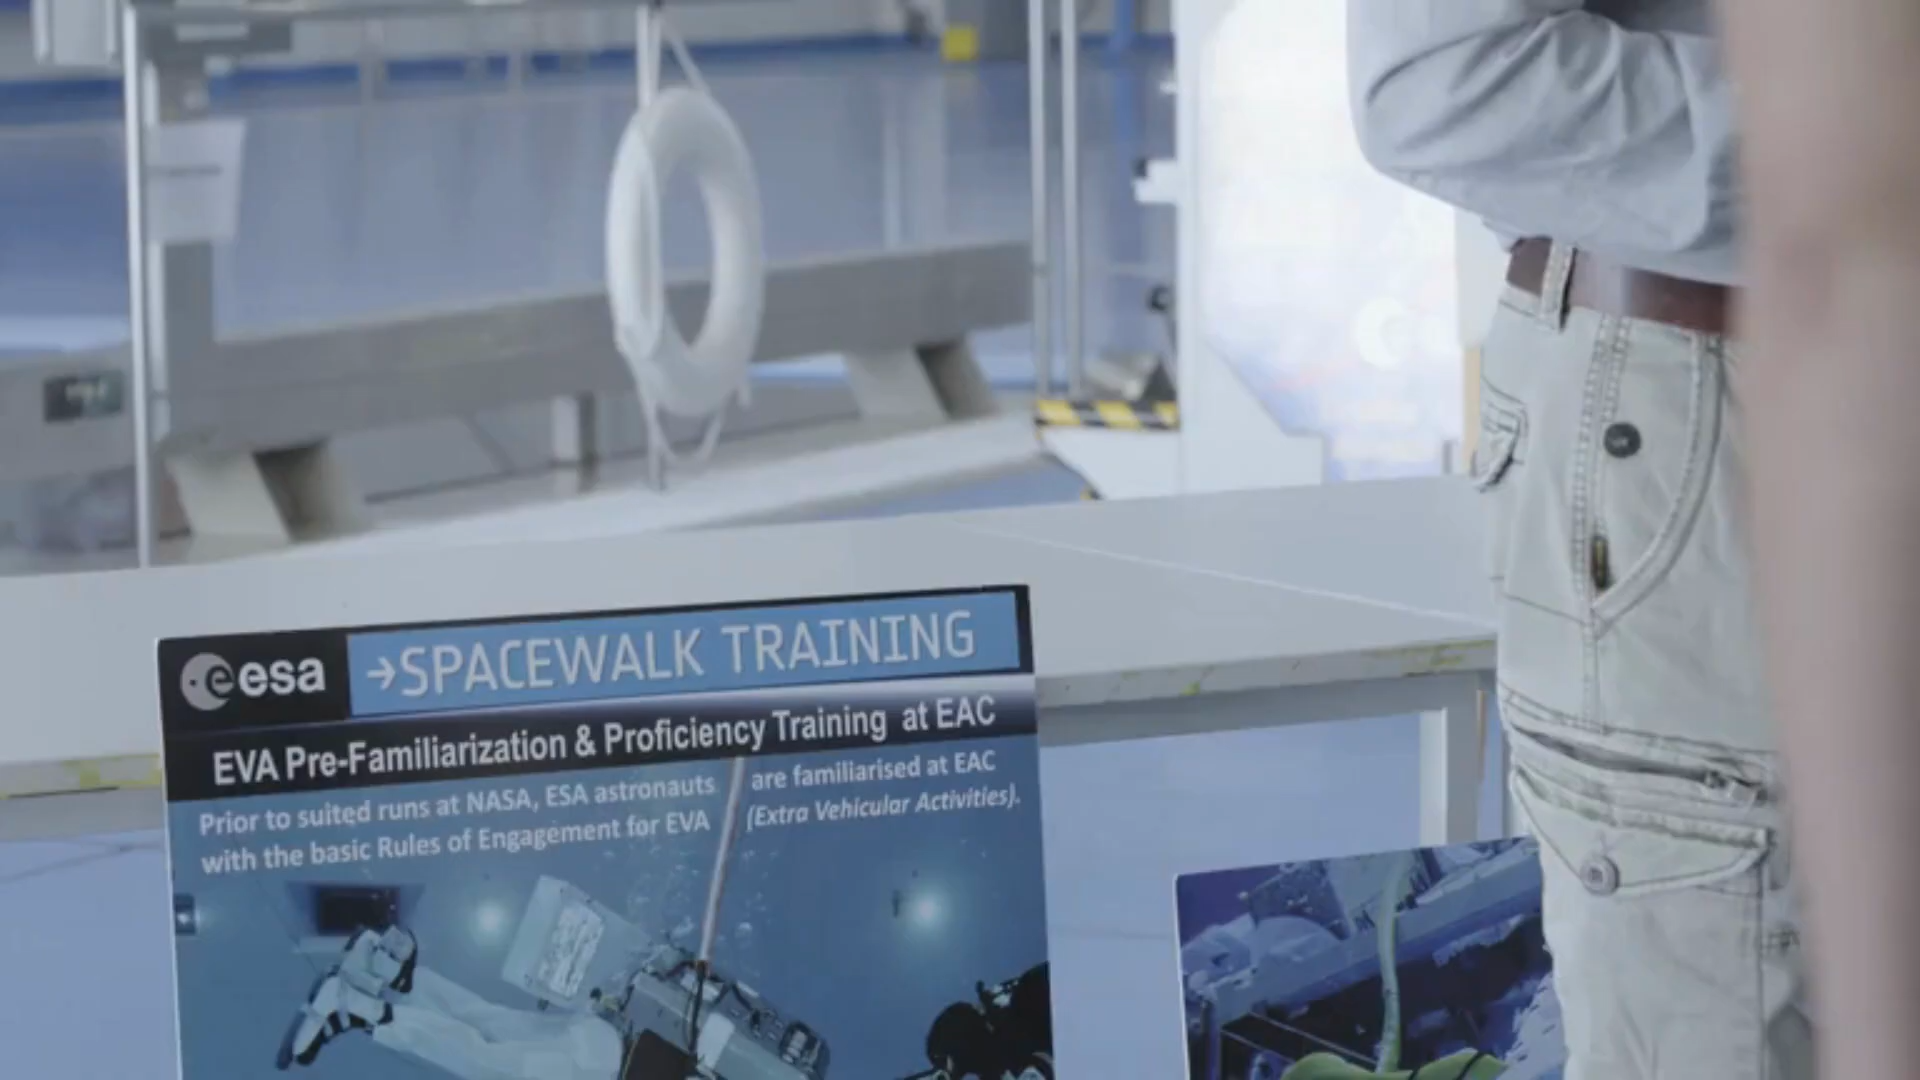 esa
→SPACEWALK TRAINING
EVA Pre-Familiarization & Proficiency Training at EAC
Prior to suited runs at NASA, ESA astronauts are familiarised at EAC
with the basic Rules of Engagement for EVA (Extra Vehicular Activities).